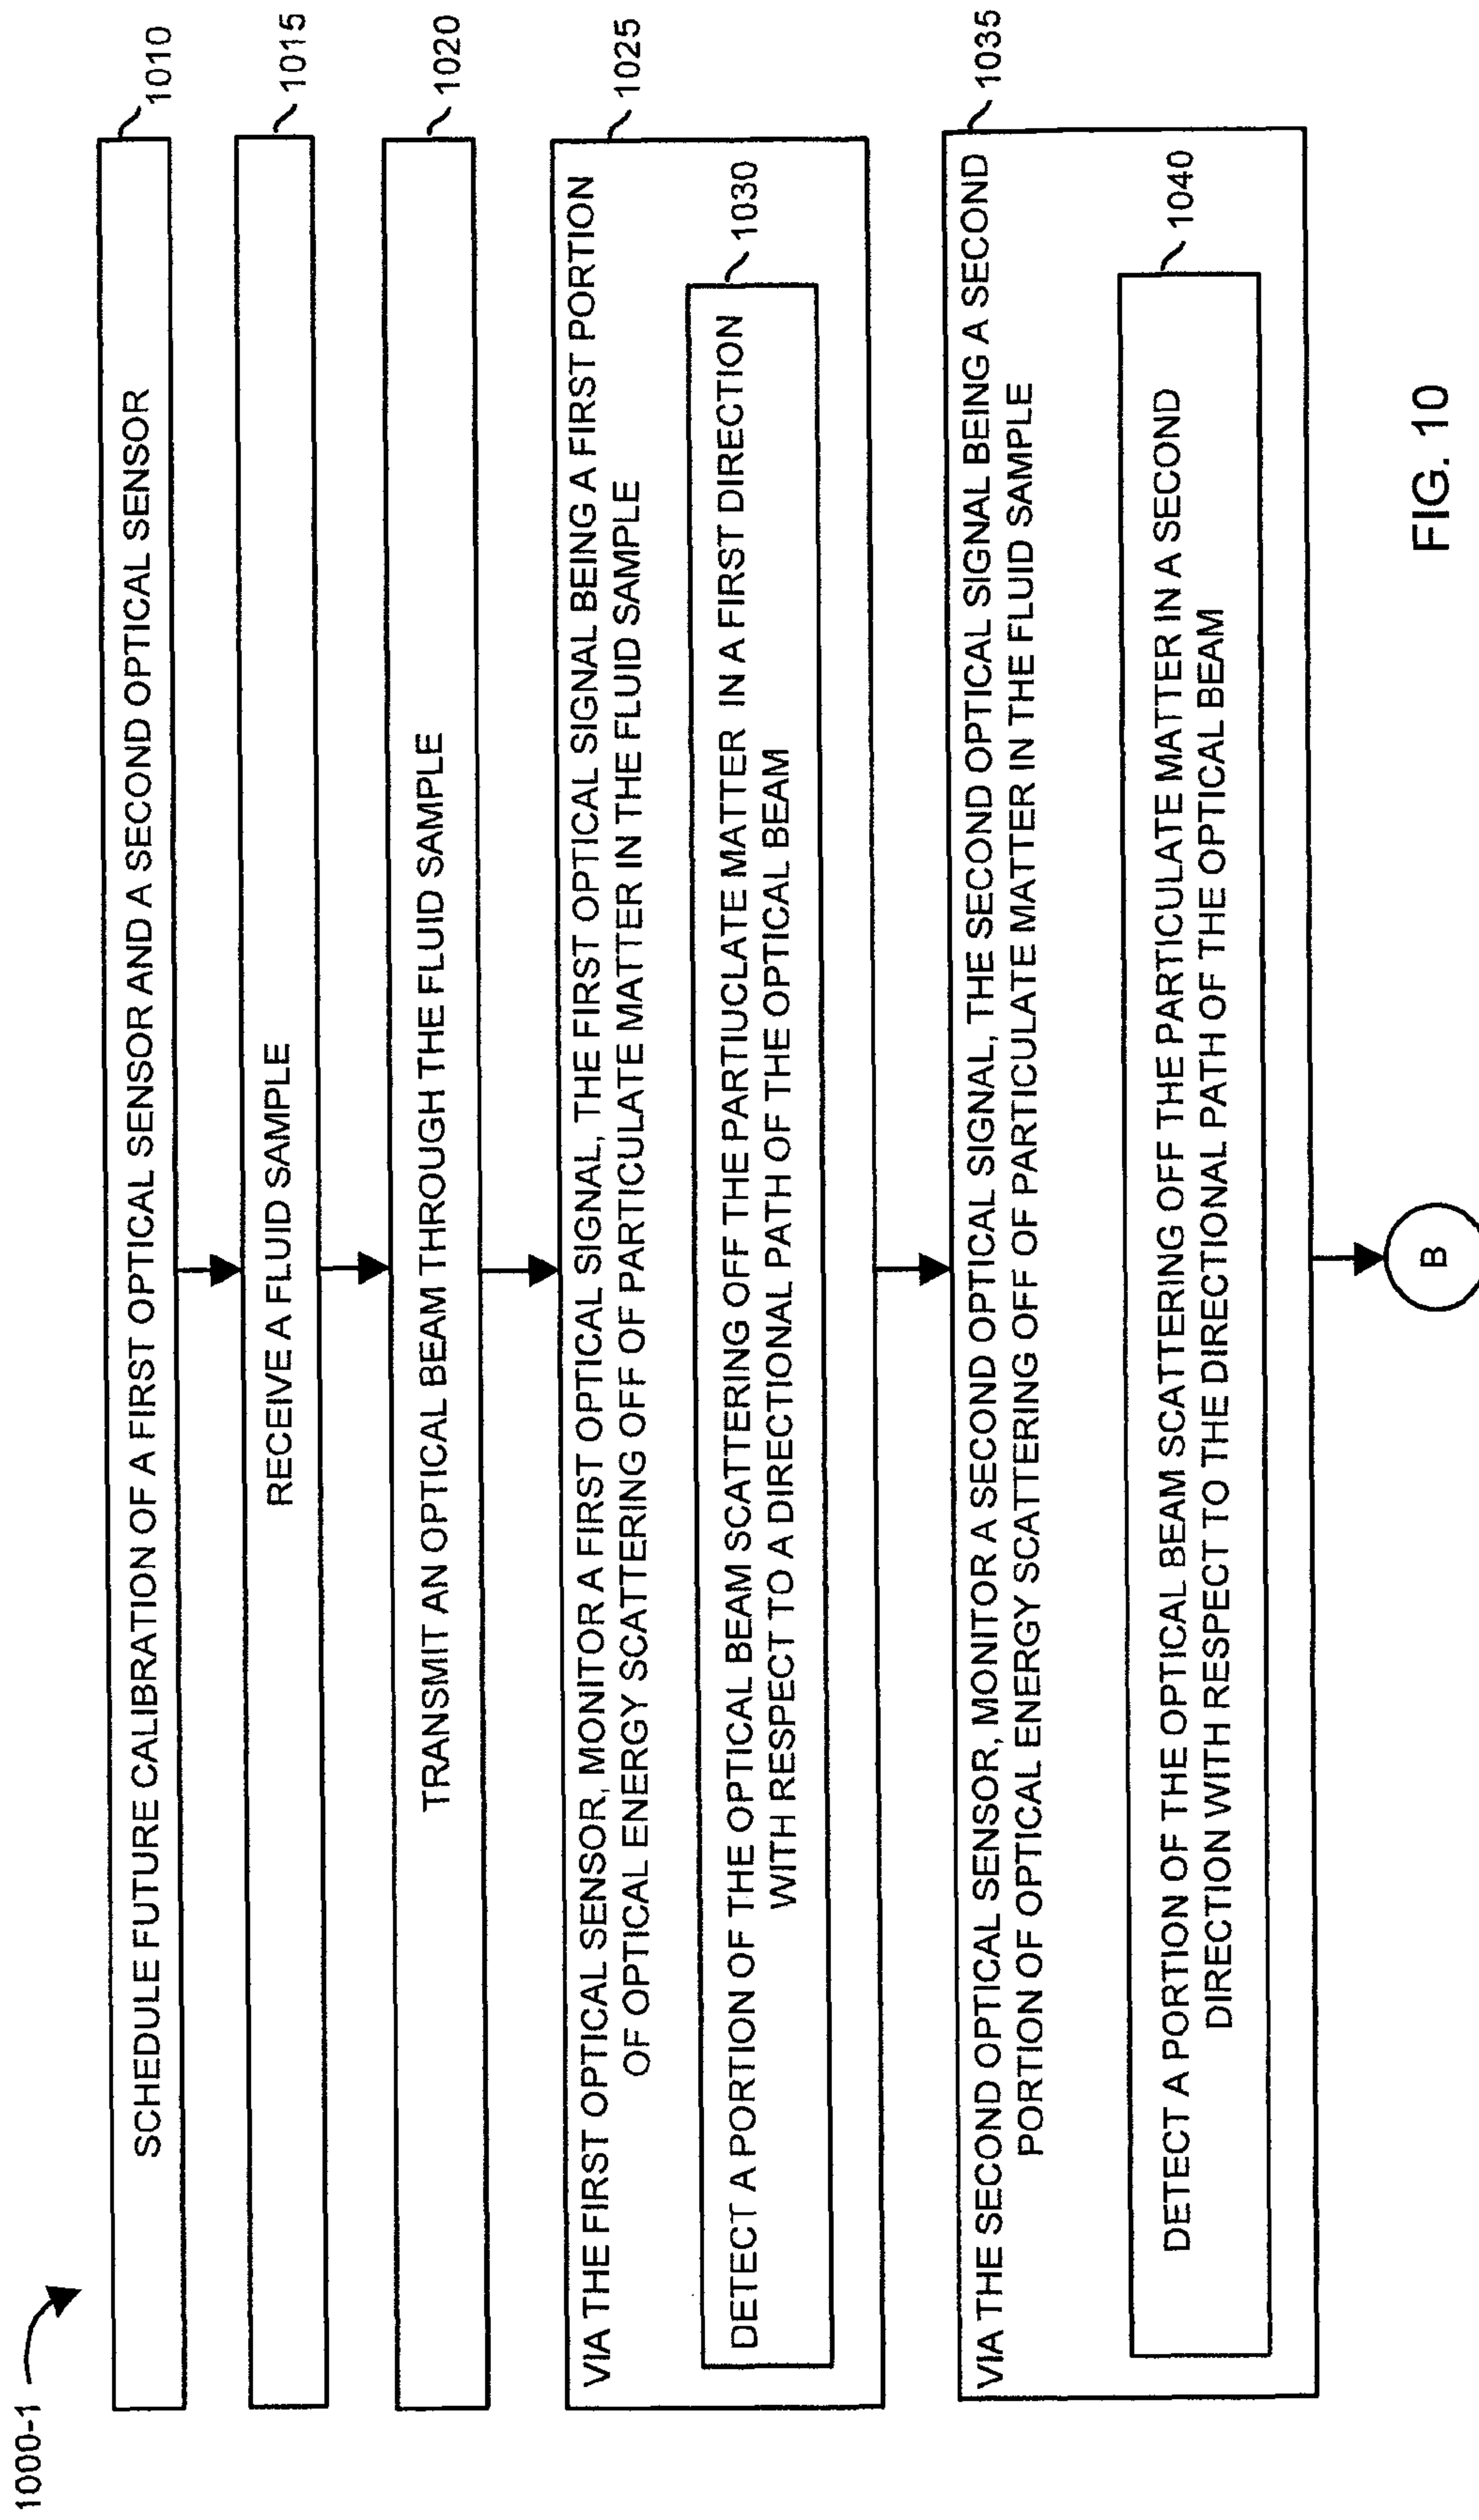 1000-1
SCHEDULE FUTURE CALIBRATION OF A FIRST OPTICAL SENSOR AND A SECOND OPTICAL SENSOR
1010
RECEIVE A FLUID SAMPLE
1015
TRANSMIT AN OPTICAL BEAM THROUGH THE FLUID SAMPLE
1020
VIA THE FIRST OPTICAL SENSOR, MONITOR A FIRST OPTICAL SIGNAL, THE FIRST OPTICAL SIGNAL BEING A FIRST PORTION
OF OPTICAL ENERGY SCATTERING OFF OF PARTICULATE MATTER IN THE FLUID SAMPLE
1025
DETECT A PORTION OF THE OPTICAL BEAM SCATTERING OFF THE PARTIUCLATE MATTER IN A FIRST DIRECTION
WITH RESPECT TO A DIRECTIONAL PATH OF THE OPTICAL BEAM
1030
VIA THE SECOND OPTICAL SENSOR, MONITOR A SECOND OPTICAL SIGNAL, THE SECOND OPTICAL SIGNAL BEING A SECOND
PORTION OF OPTICAL ENERGY SCATTERING OFF OF PARTICULATE MATTER IN THE FLUID SAMPLE
1035
DETECT A PORTION OF THE OPTICAL BEAM SCATTERING OFF THE PARTICULATE MATTER IN A SECOND
DIRECTION WITH RESPECT TO THE DIRECTIONAL PATH OF THE OPTICAL BEAM
1040
B
FIG. 10